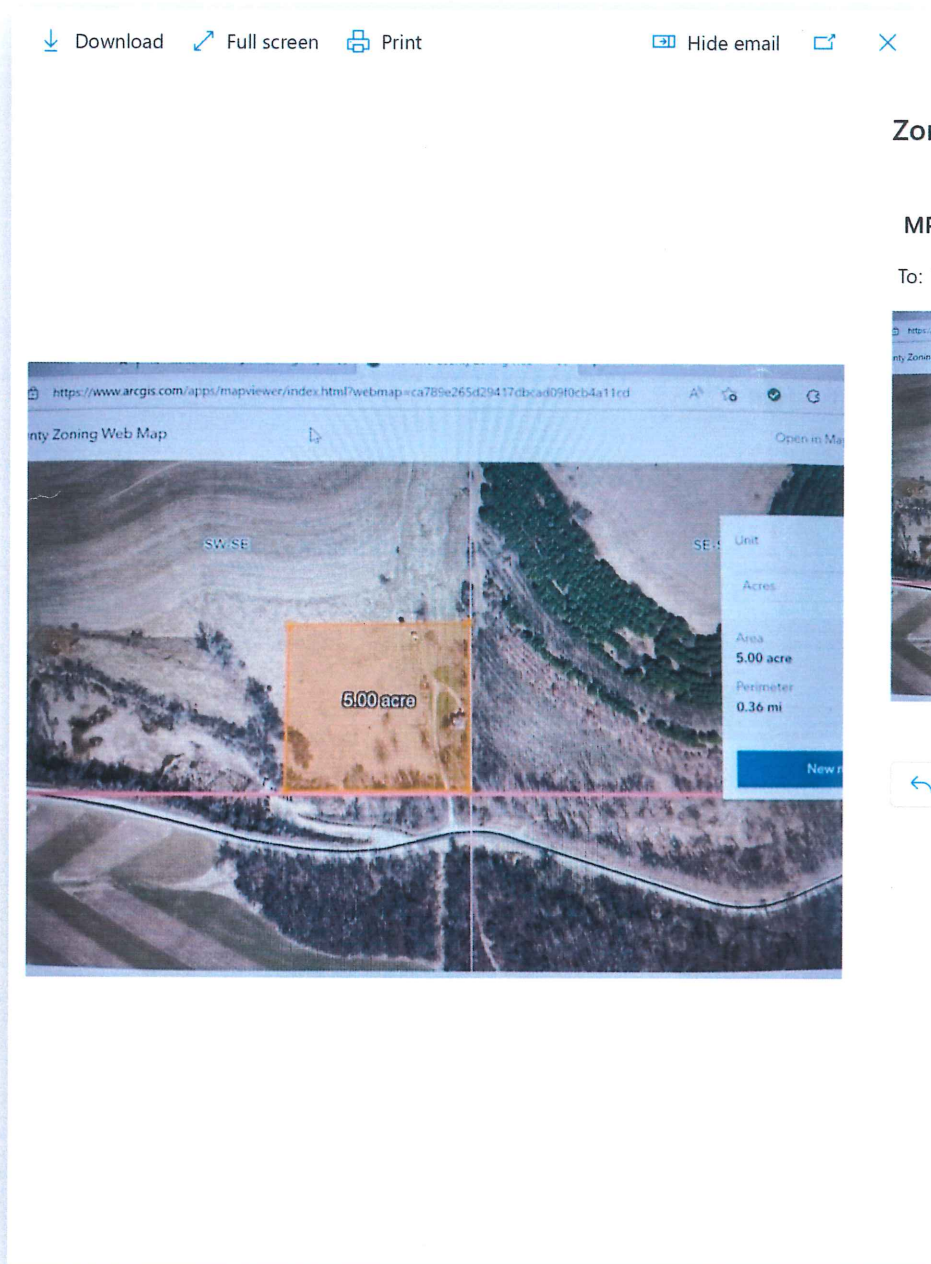 Download Full screen Print Hide email
Zon
MP
To:
https://www.arcgis.com/apps/mapviewer/index.html?webmap=ca789e265d29417dbcad09f0cb4a11cd
nty Zoning Web Map
Open in Ma
https:
nty Zonin
SW-SE
SE-S
Unit
Acres
Area
5.00 acre
Perimeter
0.36 mi
5.00 acre
New